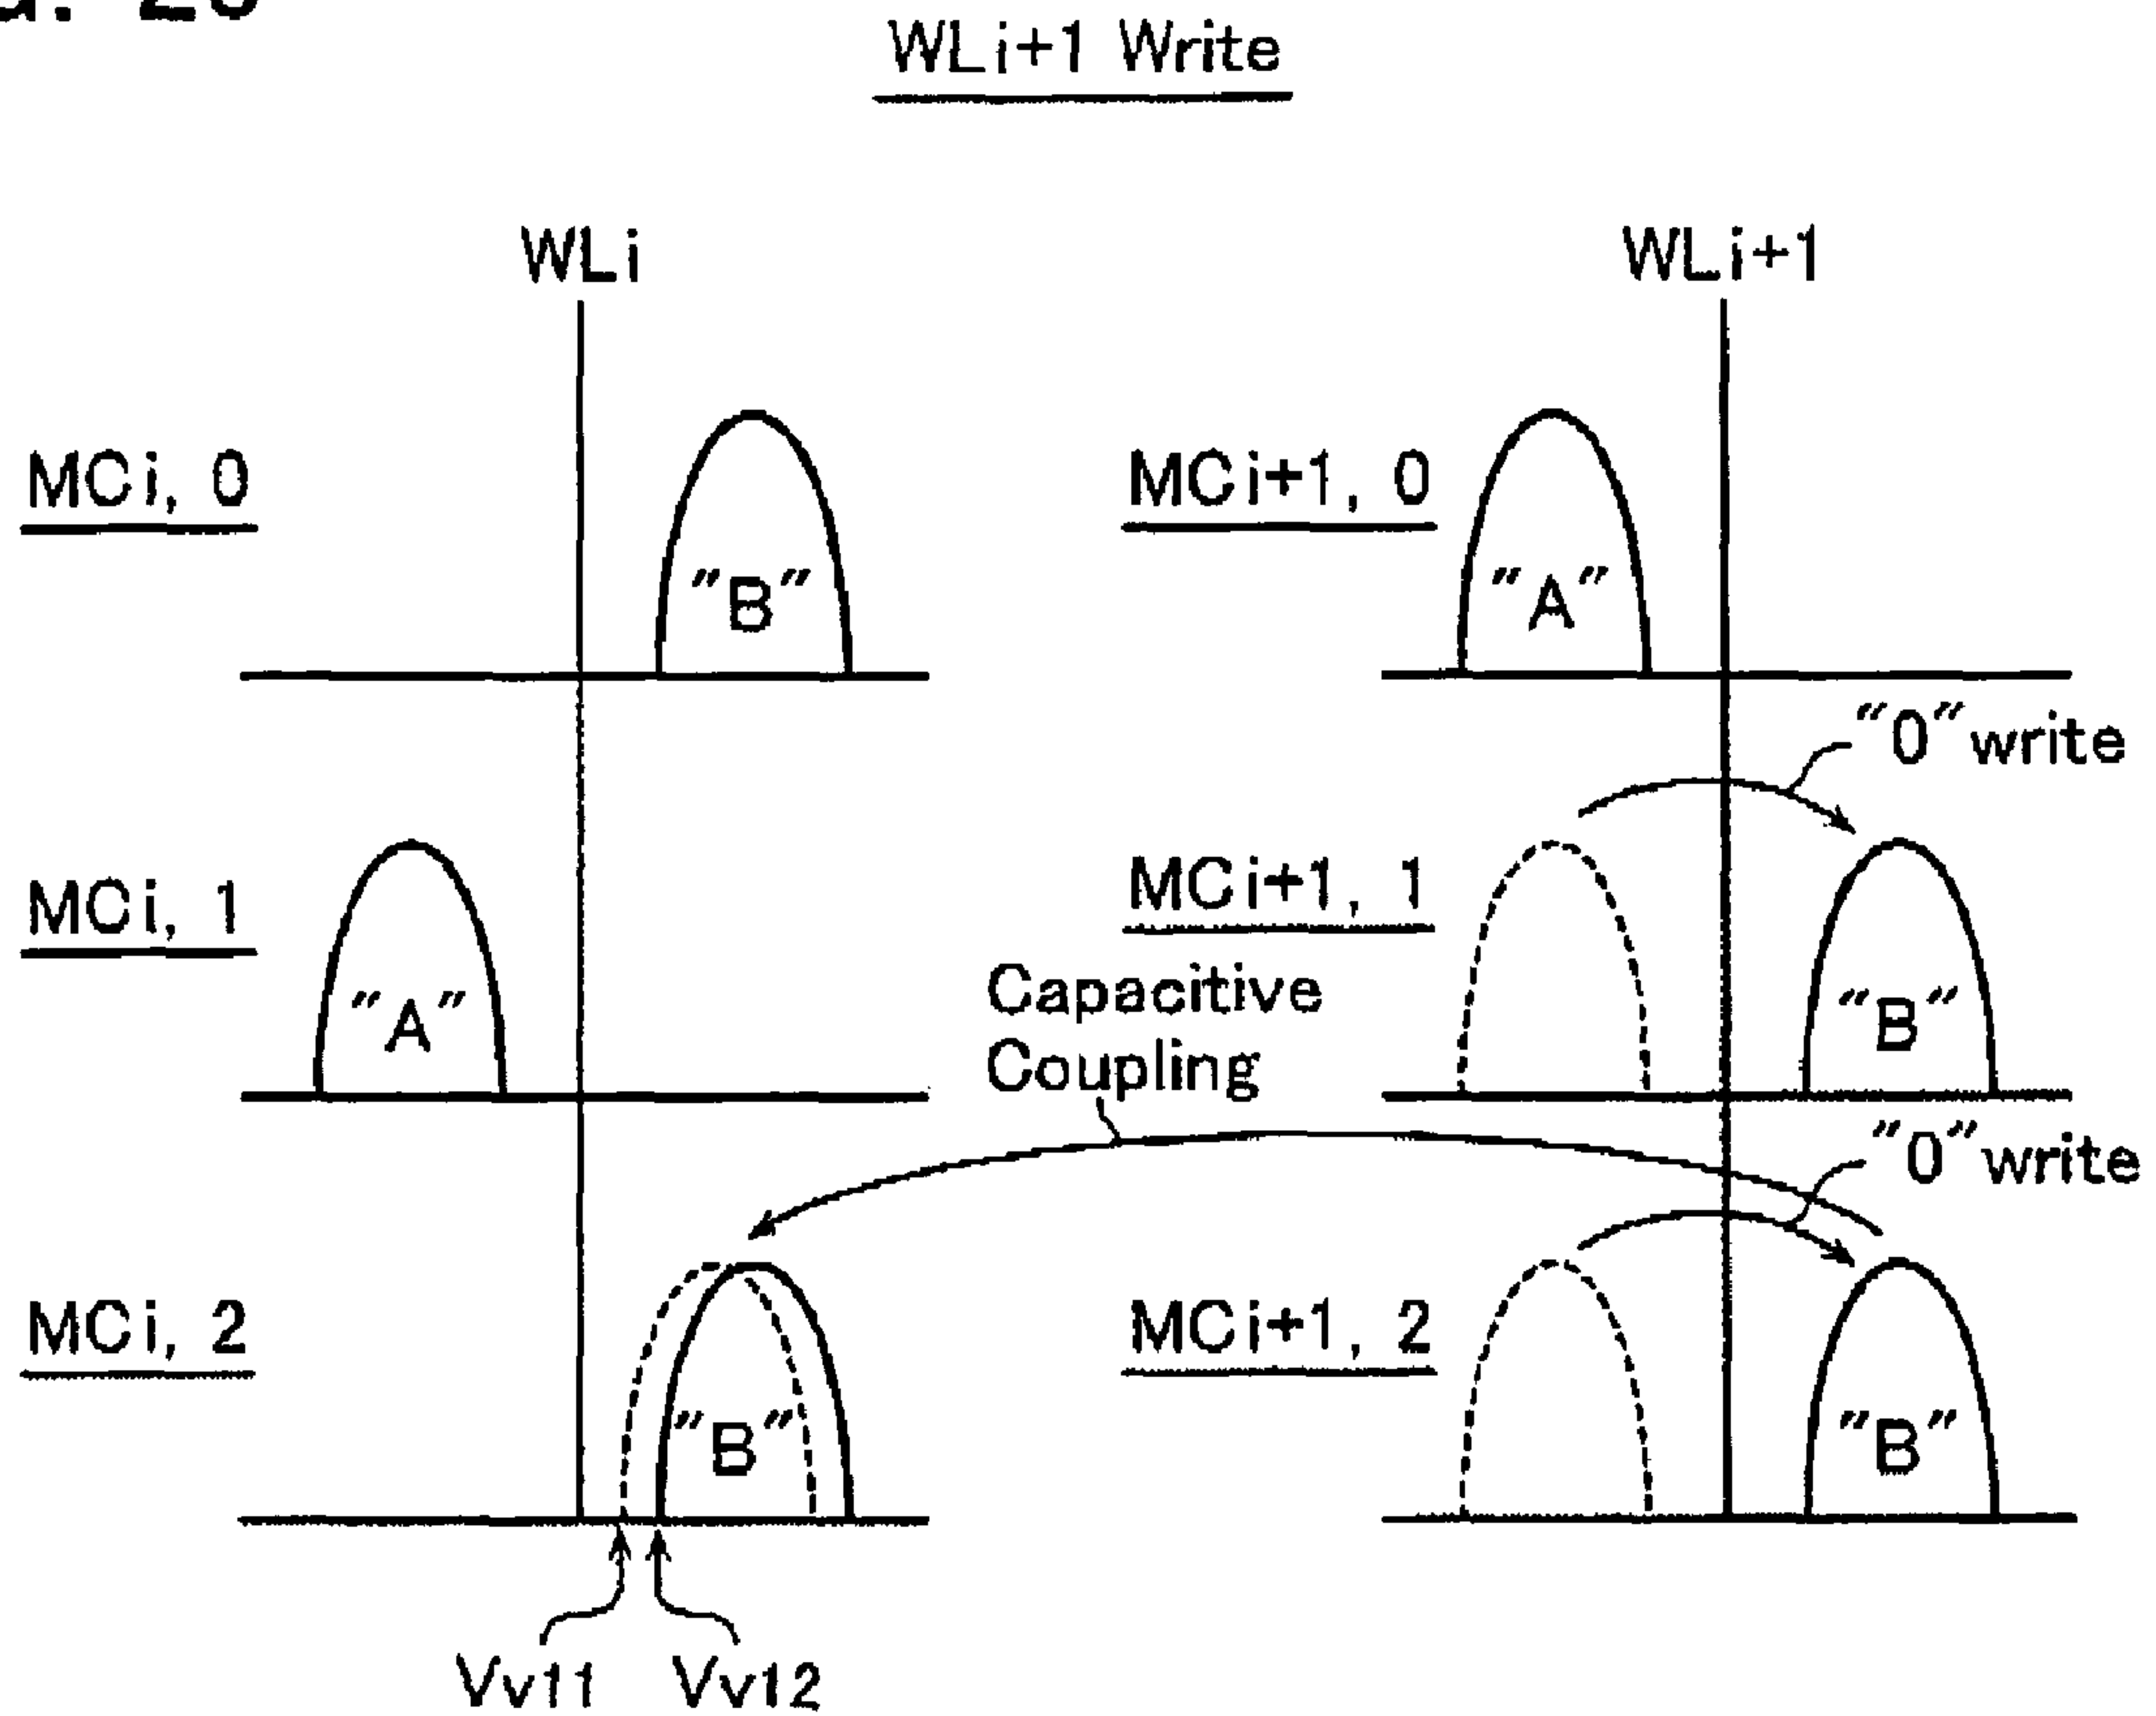 WLi+1 Write
WLi
WLi+1
MCi, 0
"B"
MCi+1, 0
"A"
"0" write
MCi, 1
"A"
MCi+1, 1
"B"
Capacitive
Coupling
"0" write
MCi, 2
"B"
MCi+1, 2
"B"
Vv11
Vv12